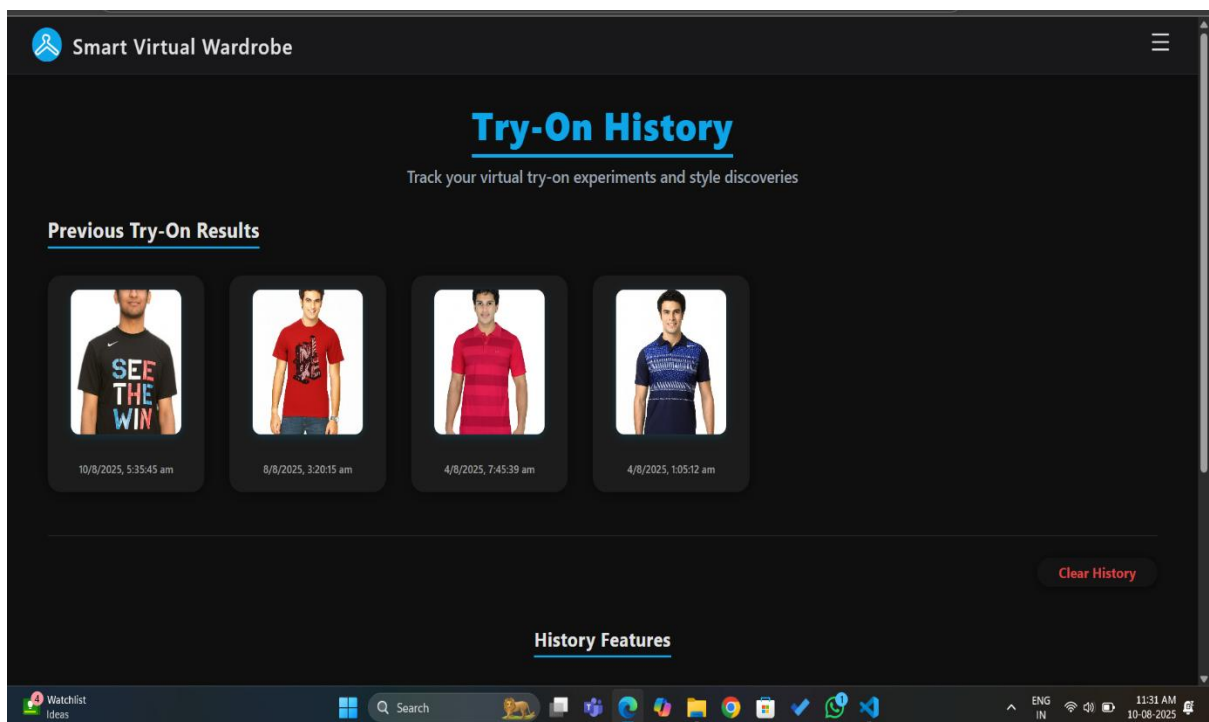 Smart Virtual Wardrobe
Try-On History
Track your virtual try-on experiments and style discoveries
Previous Try-On Results
SEE
THE
WIN
10/8/2025, 5:35:45 am
8/8/2025, 3:20:15 am
4/8/2025, 7:45:39 am
4/8/2025, 1:05:12 am
Clear History
History Features
4
Watchlist
Ideas
Search
1
ENG
IN
11:31 AM
10-08-2025